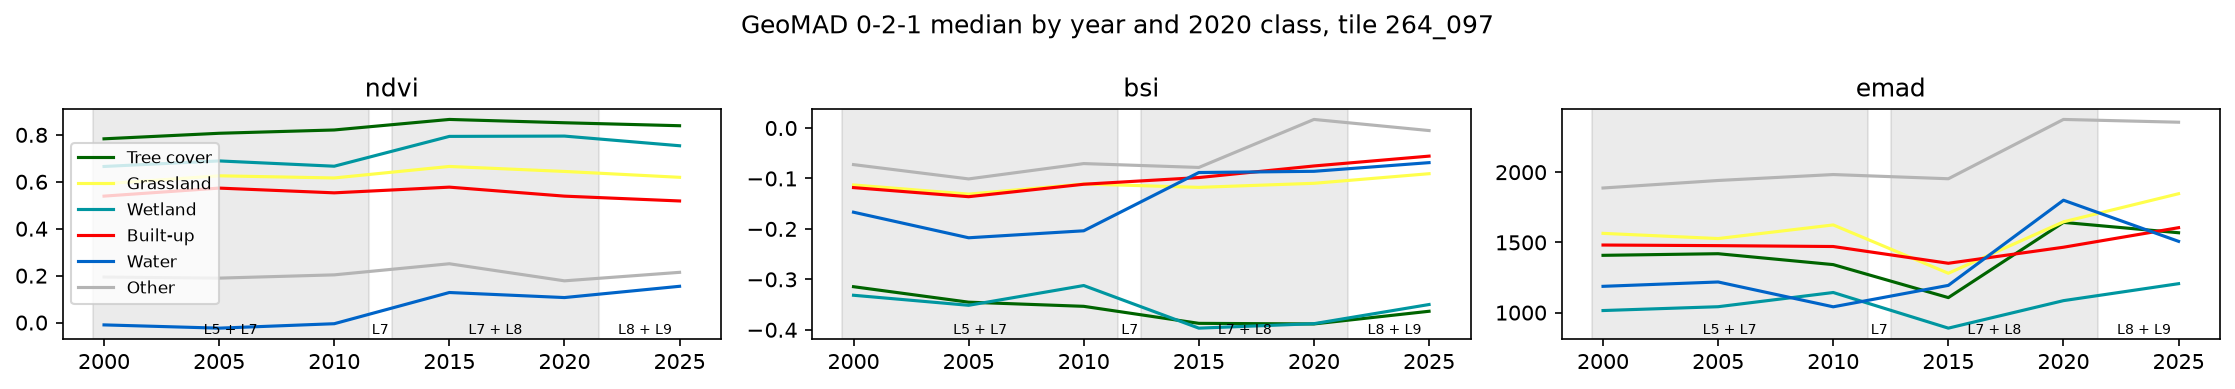 GeoMAD 0-2-1 median by year and 2020 class, tile 264_097
ndvi
0.8
0.6
0.4
0.2
0.0
Tree cover
Grassland
Wetland
Built-up
Water
Other
L5 + L7
L7
L7 + L8
L8 + L9
2000
2005
2010
2015
2020
2025
bsi
0.0
−0.1
−0.2
−0.3
−0.4
L5 + L7
L7
L7 + L8
L8 + L9
2000
2005
2010
2015
2020
2025
emad
2000
1500
1000
L5 + L7
L7
L7 + L8
L8 + L9
2000
2005
2010
2015
2020
2025